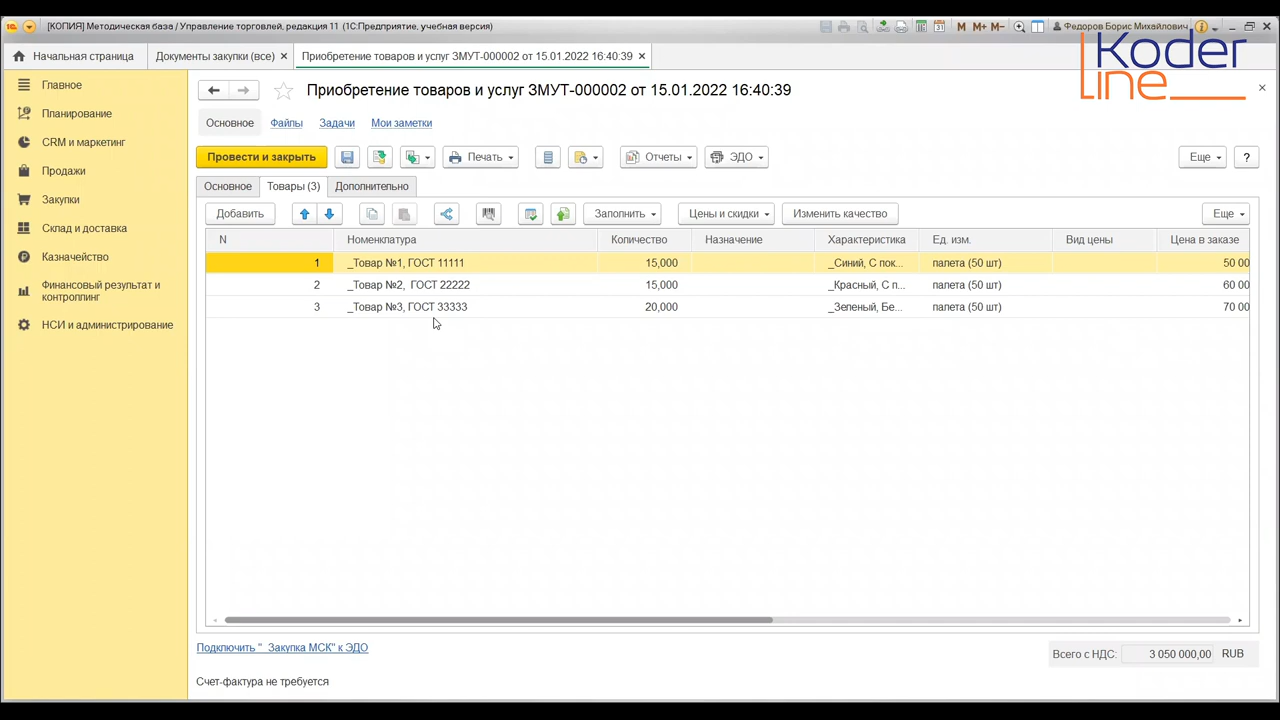 [КОПИЯ] Методическая база / Управление торговлей, редакция 11 (1С:Предприятие, учебная версия)
M M+ M-
Федоров Борис Михайлович
Начальная страница
Документы закупки (все)
Приобретение товаров и услуг ЗМУТ-000002 от 15.01.2022 16:40:39
Koder
line
Главное
Планирование
CRM и маркетинг
Продажи
Закупки
Склад и доставка
Казначейство
Финансовый результат и
контроллинг
НСИ и администрирование
Приобретение товаров и услуг ЗМУТ-000002 от 15.01.2022 16:40:39
Основное Файлы Задачи Мои заметки
Провести и закрыть Печать Отчеты ЭДО Еще ?
Основное Товары (3) Дополнительно
Добавить Заполнить Цены и скидки Изменить качество Еще
N Номенклатура Количество Назначение Характеристика Ед. изм. Вид цены Цена в заказе
1 _Товар №1, ГОСТ 11111 15,000 _Синий, С пок... палета (50 шт) 50 00
2 _Товар №2, ГОСТ 22222 15,000 _Красный, С п... палета (50 шт) 60 00
3 _Товар №3, ГОСТ 33333 20,000 _Зеленый, Бе... палета (50 шт) 70 00
Подключить "_Закупка МСК" к ЭДО
Всего с НДС: 3 050 000,00 RUB
Счет-фактура не требуется